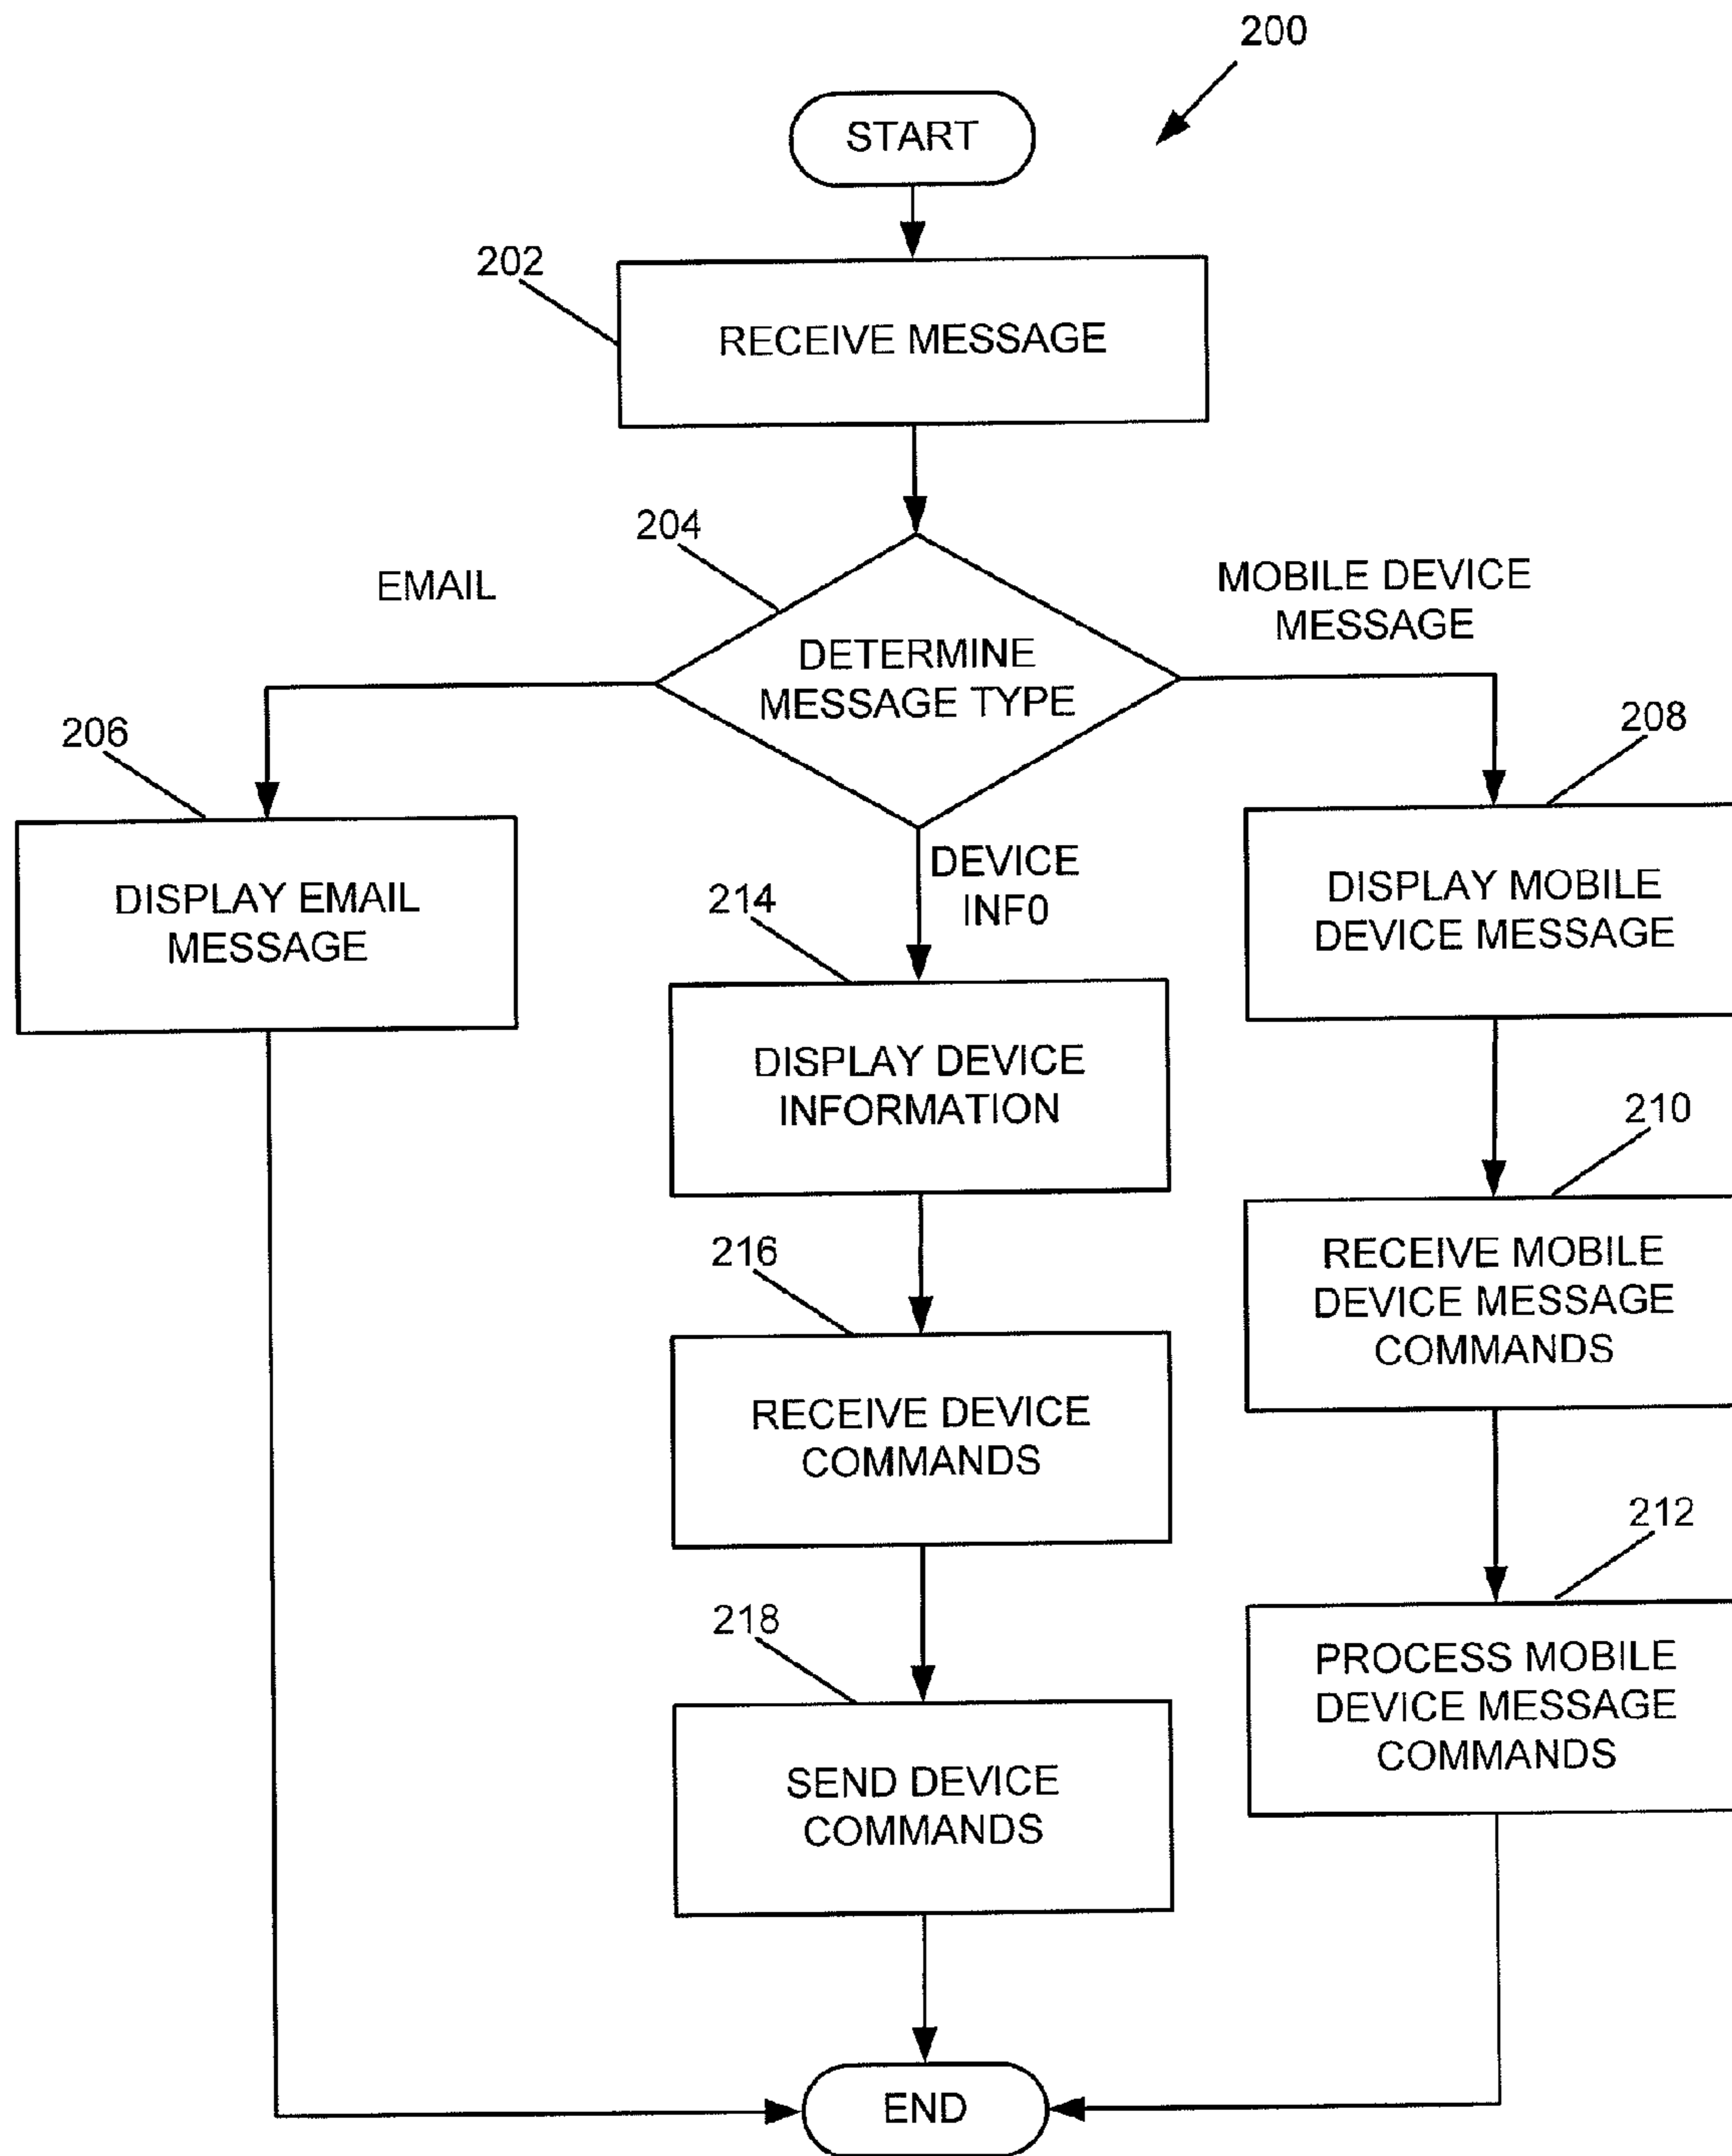 200
START
202
RECEIVE MESSAGE
204
EMAIL
MOBILE DEVICE
MESSAGE
DETERMINE
MESSAGE TYPE
206
208
DISPLAY EMAIL
MESSAGE
DEVICE
INF0
214
DISPLAY MOBILE
DEVICE MESSAGE
DISPLAY DEVICE
INFORMATION
210
216
RECEIVE MOBILE
DEVICE MESSAGE
COMMANDS
RECEIVE DEVICE
COMMANDS
212
218
PROCESS MOBILE
DEVICE MESSAGE
COMMANDS
SEND DEVICE
COMMANDS
END